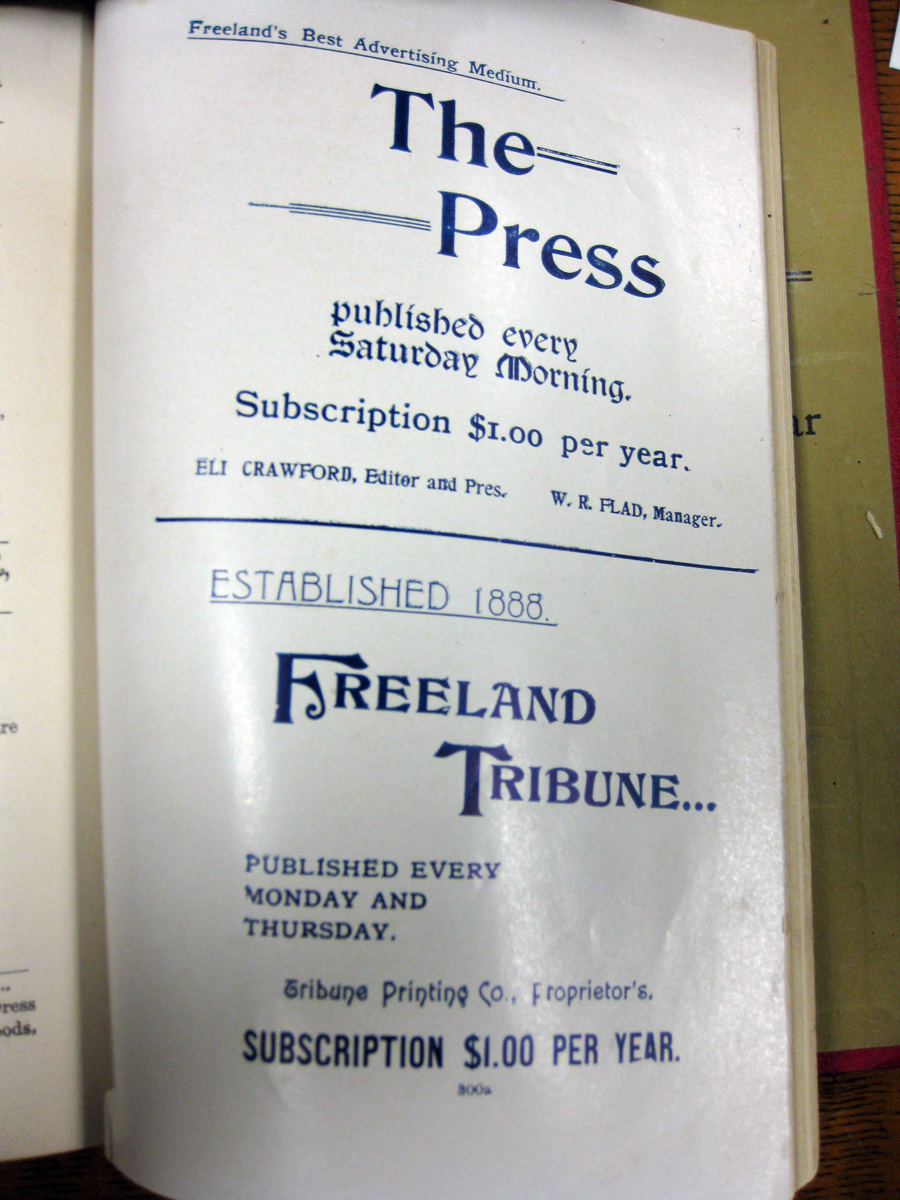 Freeland's Best Advertising Medium.
The
Press
published every
Saturday Morning.
Subscription $1.00 per year.
ELI CRAWFORD, Editor and Pres. W. R. FLAD, Manager.
ESTABLISHED 1888.
FREELAND
TRIBUNE...
PUBLISHED EVERY
MONDAY AND
THURSDAY.
Tribune Printing Co., Proprietor's.
SUBSCRIPTION $1.00 PER YEAR.
300a